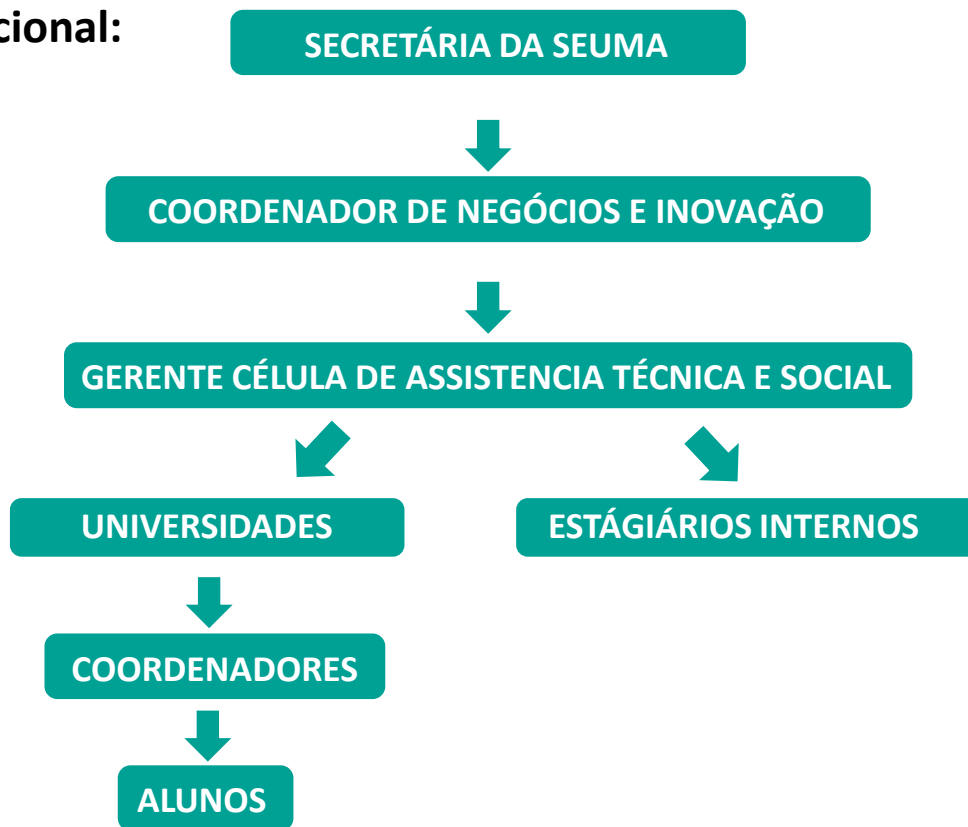 cional:
SECRETÁRIA DA SEUMA
COORDENADOR DE NEGÓCIOS E INOVAÇÃO
GERENTE CÉLULA DE ASSISTENCIA TÉCNICA E SOCIAL
UNIVERSIDADES
ESTÁGIÁRIOS INTERNOS
COORDENADORES
ALUNOS